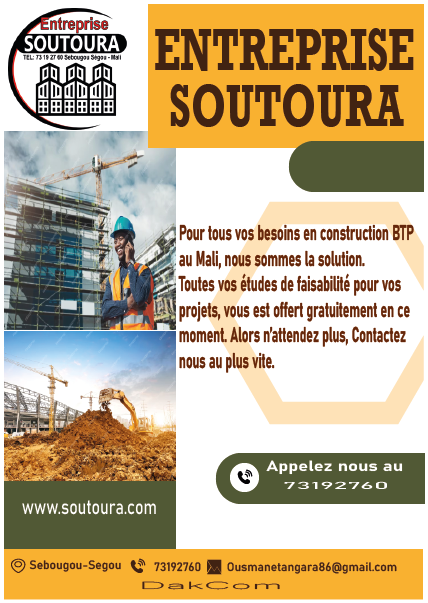 Entreprise
SOUTOURA
TEL: 73 19 27 60 Sebougou Ségou - Mali
ENTREPRISE
SOUTOURA
Pour tous vos besoins en construction BTP
au Mali, nous sommes la solution.
Toutes vos études de faisabilité pour vos
projets, vous est offert gratuitement en ce
moment. Alors n'attendez plus, Contactez
nous au plus vite.
Appelez nous au
73192760
www.soutoura.com
Sebougou-Segou
73192760
Ousmanetangara86@gmail.com
DakCom